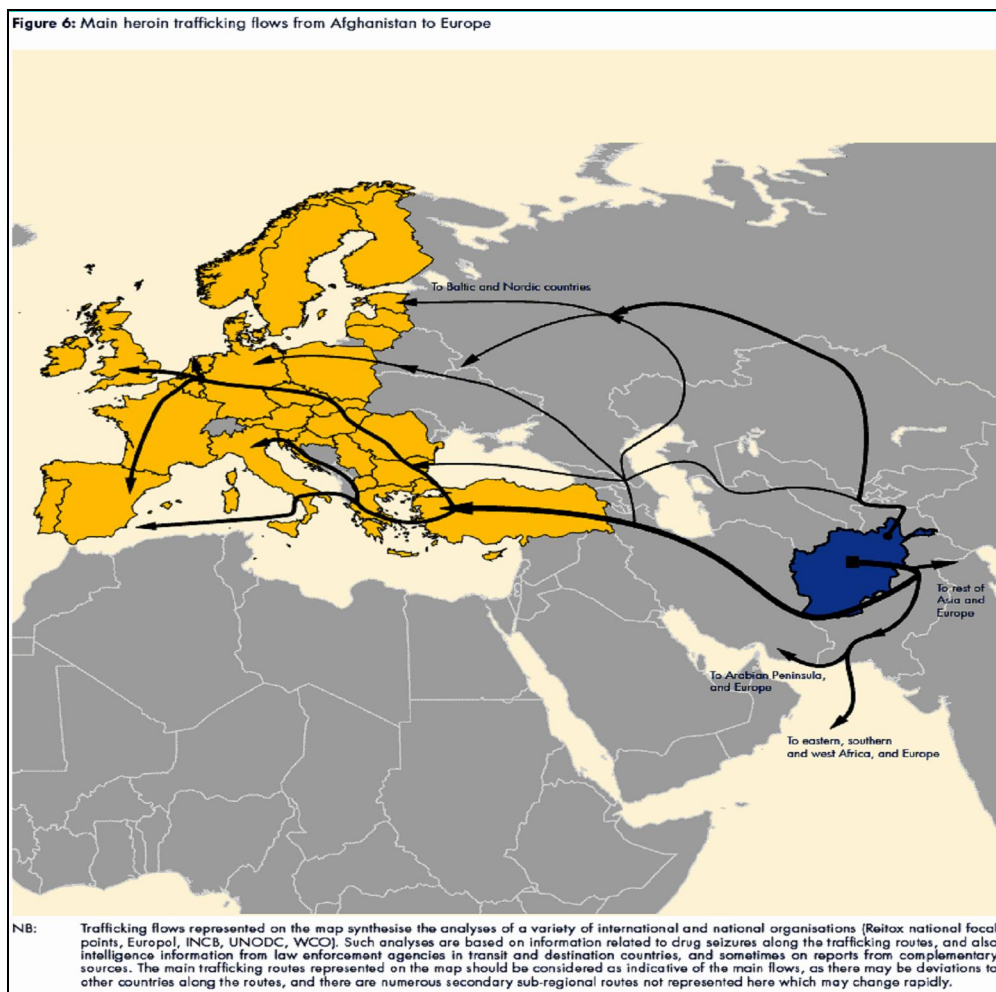 Figure 6: Main heroin trafficking flows from Afghanistan to Europe
To Baltic and Nordic countries
To rest of
Asia and
Europe
To Arabian Peninsula,
and Europe
To eastern, southern
and west Africa, and Europe
NB: Trafficking flows represented on the map synthesise the analyses of a variety of international and national organisations (Reitox national focal
points, Europol, INCB, UNODC, WCO). Such analyses are based on information related to drug seizures along the trafficking routes, and also
intelligence information from law enforcement agencies in transit and destination countries, and sometimes on reports from complementary
sources. The main trafficking routes represented on the map should be considered as indicative of the main flows, as there may be deviations to
other countries along the routes, and there are numerous secondary sub-regional routes not represented here which may change rapidly.